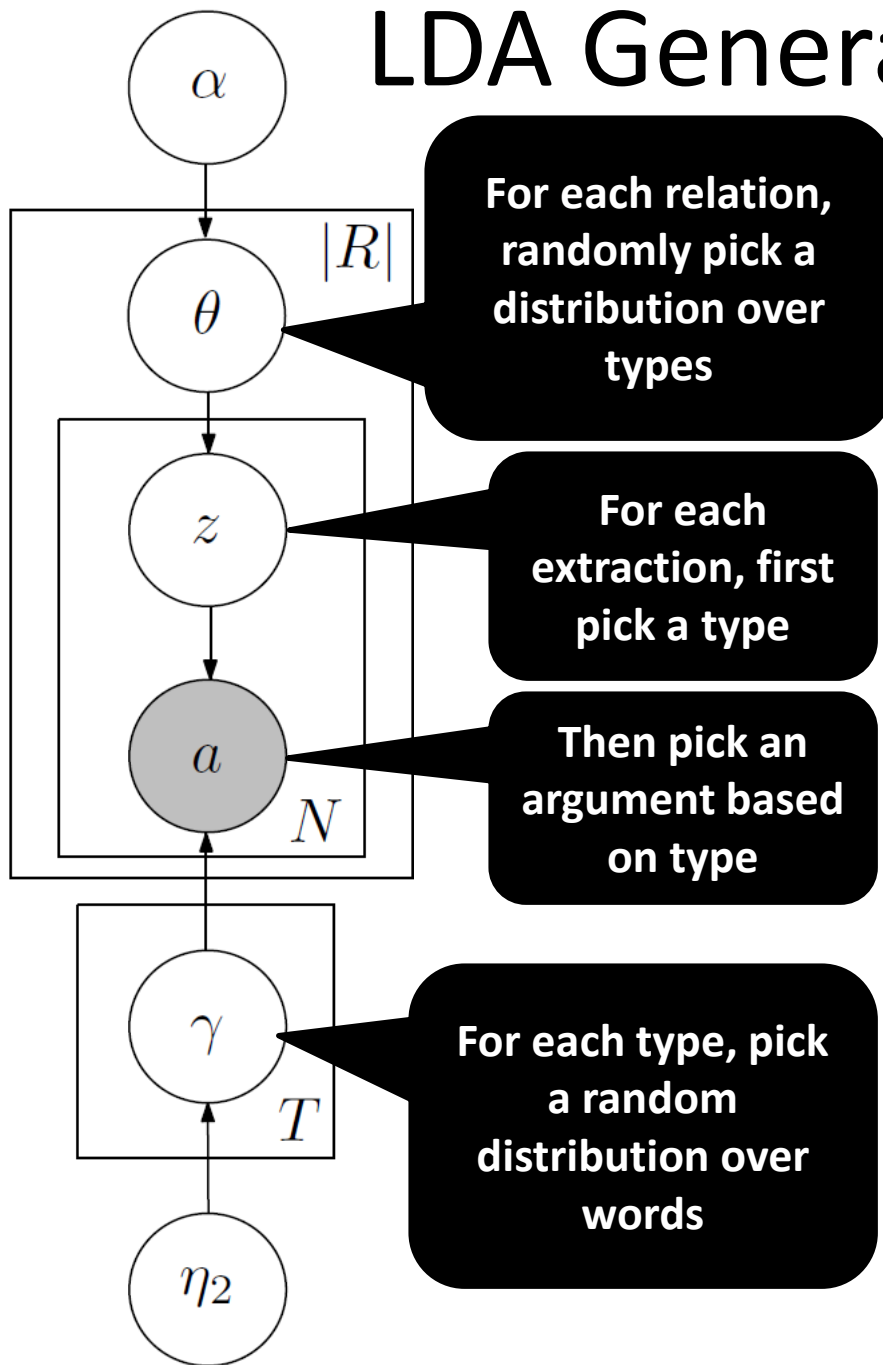 LDA Genera
α
|R|
θ
For each relation,
randomly pick a
distribution over
types
z
For each
extraction, first
pick a type
a
N
Then pick an
argument based
on type
γ
T
For each type, pick
a random
distribution over
words
η₂